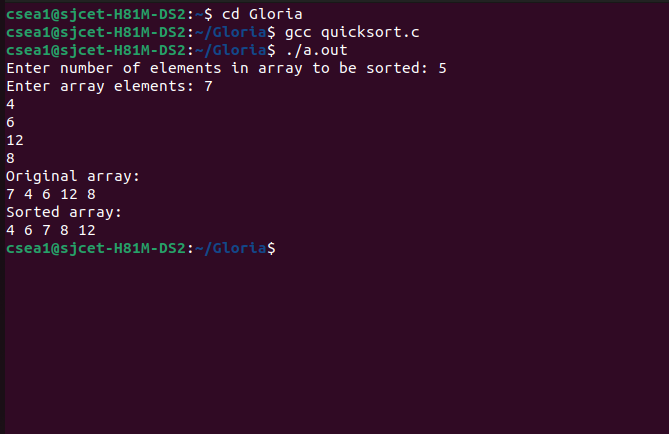 csea1@sjcet-H81M-DS2:~$ cd Gloria
csea1@sjcet-H81M-DS2:~/Gloria$ gcc quicksort.c
csea1@sjcet-H81M-DS2:~/Gloria$ ./a.out
Enter number of elements in array to be sorted: 5
Enter array elements: 7
4
6
12
8
Original array:
7 4 6 12 8
Sorted array:
4 6 7 8 12
csea1@sjcet-H81M-DS2:~/Gloria$